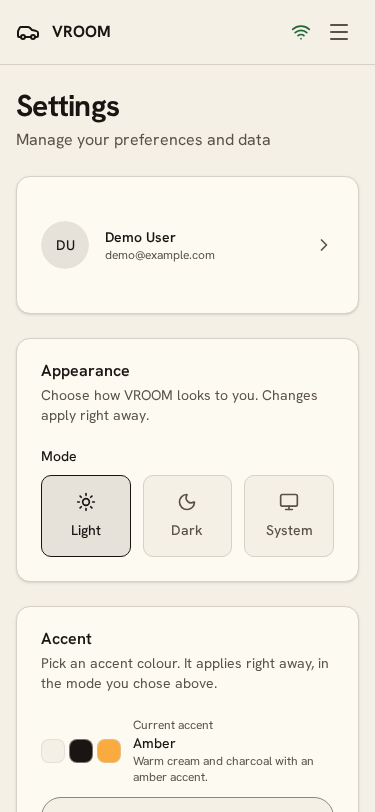 VROOM
Settings
Manage your preferences and data
DU
Demo User
demo@example.com
Appearance
Choose how VROOM looks to you. Changes
apply right away.
Mode
Light
Dark
System
Accent
Pick an accent colour. It applies right away, in
the mode you chose above.
Current accent
Amber
Warm cream and charcoal with an
amber accent.